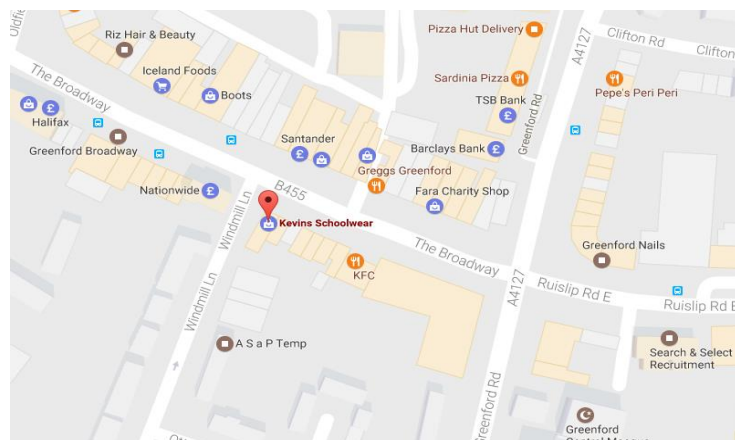 Oldfie
Riz Hair & Beauty
Iceland Foods
Boots
The Broadway
Halifax
Greenford Broadway
Santander
Nationwide
Pizza Hut Delivery
Sardinia Pizza
TSB Bank
Barclays Bank
Greggs Greenford
Fara Charity Shop
Greenford Rd
A4127
Clifton Rd
Clifton
Pepe's Peri Peri
B455
Windmill Ln
Kevins Schoolwear
KFC
The Broadway
Greenford Nails
A4127
Ruislip Rd E
Ruislip Rd E
Windmill Ln
A S a P Temp
Search & Select
Recruitment
Greenford Rd
Greenford
Central Mosque